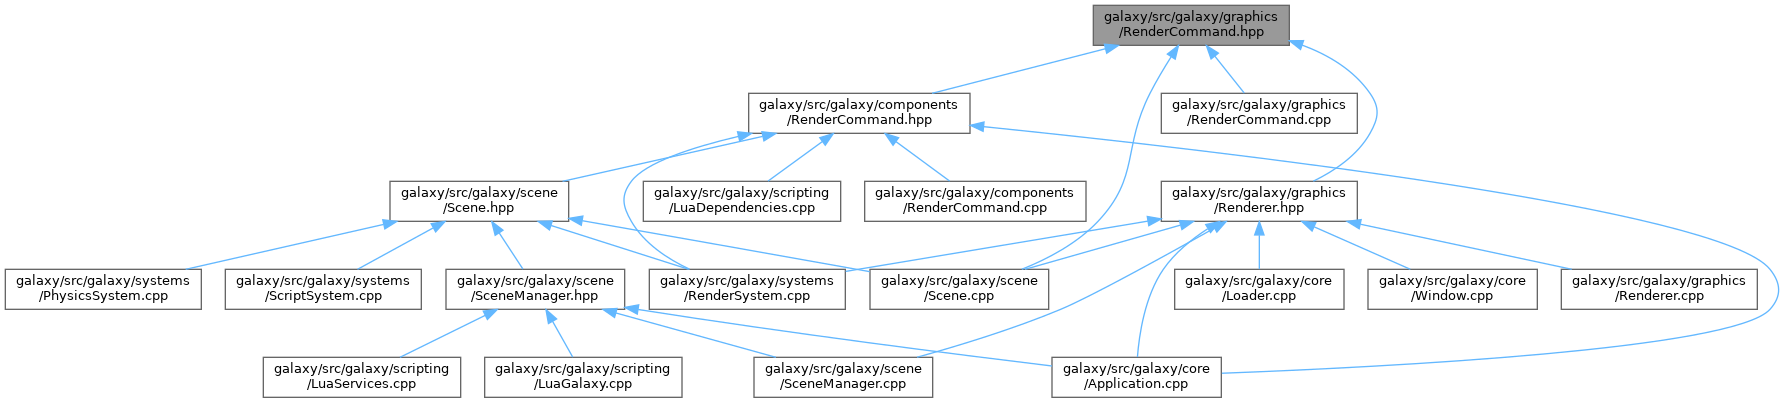 galaxy/src/galaxy/graphics
/RenderCommand.hpp
galaxy/src/galaxy/components
/RenderCommand.hpp
galaxy/src/galaxy/graphics
/RenderCommand.cpp
galaxy/src/galaxy/scene
/Scene.hpp
galaxy/src/galaxy/scripting
/LuaDependencies.cpp
galaxy/src/galaxy/components
/RenderCommand.cpp
galaxy/src/galaxy/graphics
/Renderer.hpp
galaxy/src/galaxy/systems
/PhysicsSystem.cpp
galaxy/src/galaxy/systems
/ScriptSystem.cpp
galaxy/src/galaxy/scene
/SceneManager.hpp
galaxy/src/galaxy/systems
/RenderSystem.cpp
galaxy/src/galaxy/scene
/Scene.cpp
galaxy/src/galaxy/core
/Loader.cpp
galaxy/src/galaxy/core
/Window.cpp
galaxy/src/galaxy/graphics
/Renderer.cpp
galaxy/src/galaxy/scripting
/LuaServices.cpp
galaxy/src/galaxy/scripting
/LuaGalaxy.cpp
galaxy/src/galaxy/scene
/SceneManager.cpp
galaxy/src/galaxy/core
/Application.cpp